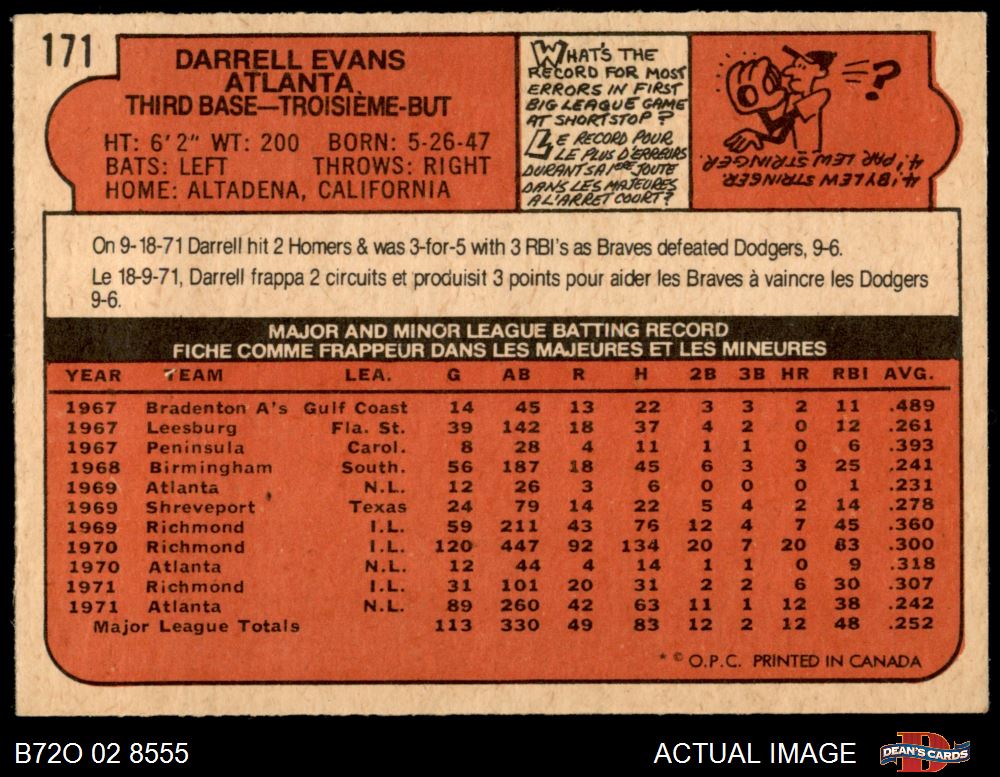 171
DARRELL EVANS
ATLANTA
THIRD BASE—TROISIÈME-BUT
HT: 6'2" WT: 200 BORN: 5-26-47
BATS: LEFT THROWS: RIGHT
HOME: ALTADENA, CALIFORNIA
WHAT'S THE
RECORD FOR MOST
ERRORS IN FIRST
BIG LEAGUE GAME
AT SHORTSTOP?
LE RECORD POUR
LE PLUS D'ERREURS
DURANT SA 1ERE JOUTE
DANS LES MAJEURES
A L'ARRET COURT?
?
4! BY LEW STRINGER
4! PAR LEW STRINGER.
On 9-18-71 Darrell hit 2 Homers & was 3-for-5 with 3 RBI's as Braves defeated Dodgers, 9-6.
Le 18-9-71, Darrell frappa 2 circuits et produisit 3 points pour aider les Braves à vaincre les Dodgers
9-6.
MAJOR AND MINOR LEAGUE BATTING RECORD
FICHE COMME FRAPPEUR DANS LES MAJEURES ET LES MINEURES
YEAR TEAM LEA. G AB R H 2B 3B HR RBI AVG.
1967 Bradenton A's Gulf Coast 14 45 13 22 3 3 2 11 .489
1967 Leesburg Fla. St. 39 142 18 37 4 2 0 12 .261
1967 Peninsula Carol. 8 28 4 11 1 1 0 6 .393
1968 Birmingham South. 56 187 18 45 6 3 3 25 .241
1969 Atlanta N.L. 12 26 3 6 0 0 0 1 .231
1969 Shreveport Texas 24 79 14 22 5 4 2 14 .278
1969 Richmond I.L. 59 211 43 76 12 4 7 45 .360
1970 Richmond I.L. 120 447 92 134 20 7 20 83 .300
1970 Atlanta N.L. 12 44 4 14 1 1 0 9 .318
1971 Richmond I.L. 31 101 20 31 2 2 6 30 .307
1971 Atlanta N.L. 89 260 42 63 11 1 12 38 .242
Major League Totals 113 330 49 83 12 2 12 48 .252
* © O.P.C. PRINTED IN CANADA
B72O 02 8555
ACTUAL IMAGE
DEAN'S CARDS